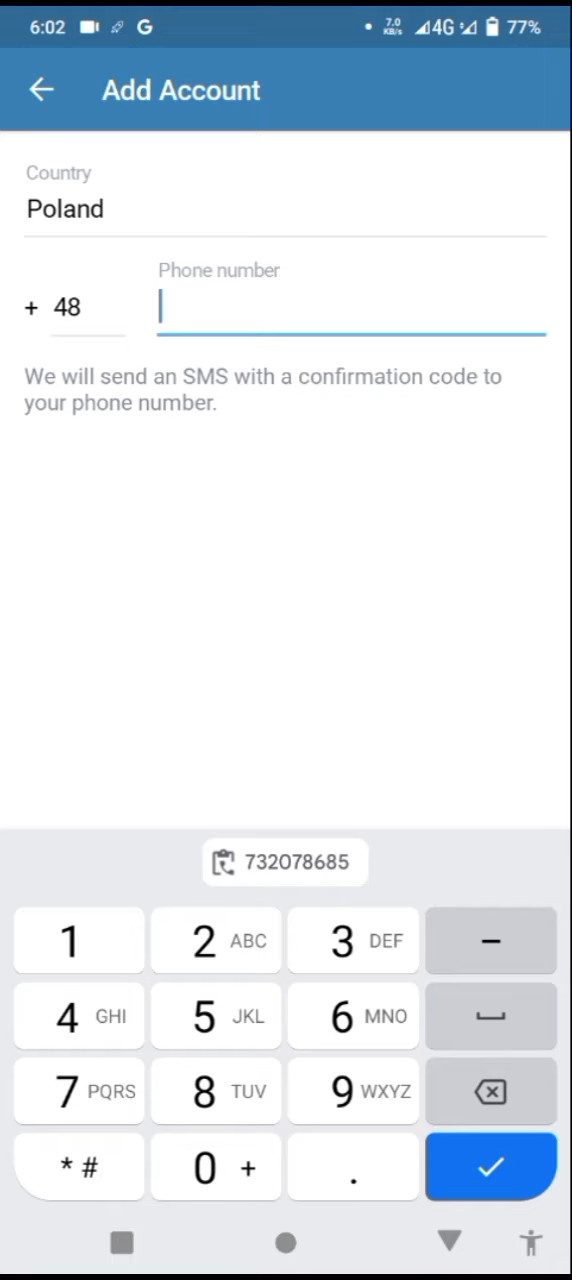 6:02 G 7.0 KB/s 4G 77%
Add Account
Country
Poland
Phone number
+ 48
We will send an SMS with a confirmation code to
your phone number.
732078685
1 2 ABC 3 DEF –
4 GHI 5 JKL 6 MNO
7 PQRS 8 TUV 9 WXYZ
* # 0 + .